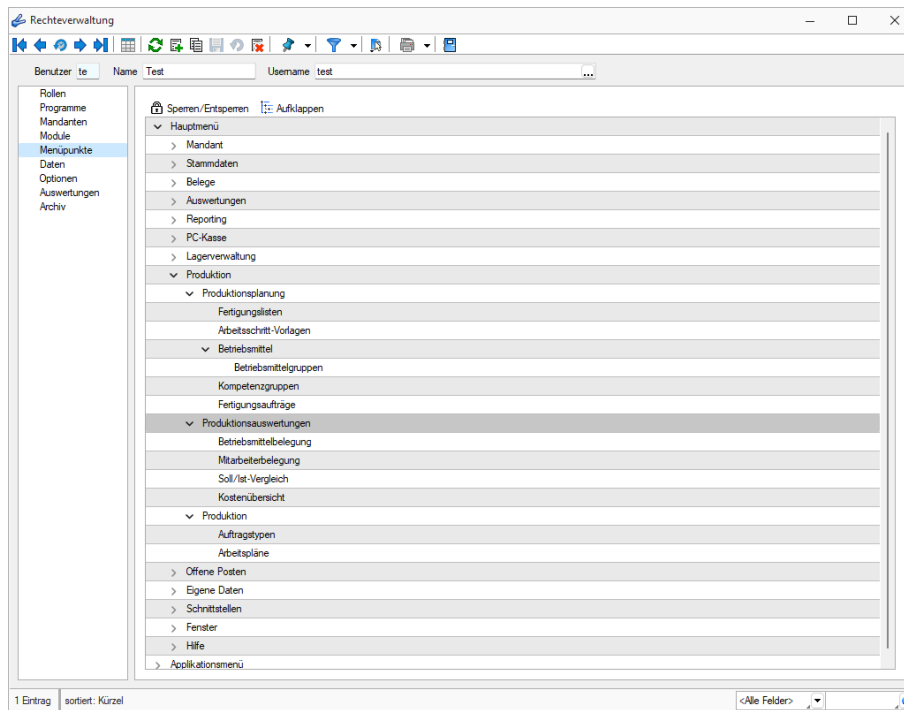 Rechteverwaltung
Benutzer te Name Test Username test ...
Rollen
Programme
Mandanten
Module
Menüpunkte
Daten
Optionen
Auswertungen
Archiv
Sperren/Entsperren Aufklappen
Hauptmenü
Mandant
Stammdaten
Belege
Auswertungen
Reporting
PC-Kasse
Lagerverwaltung
Produktion
Produktionsplanung
Fertigungslisten
Arbeitsschritt-Vorlagen
Betriebsmittel
Betriebsmittelgruppen
Kompetenzgruppen
Fertigungsaufträge
Produktionsauswertungen
Betriebsmittelbelegung
Mitarbeiterbelegung
Soll/Ist-Vergleich
Kostenübersicht
Produktion
Auftragstypen
Arbeitspläne
Offene Posten
Eigene Daten
Schnittstellen
Fenster
Hilfe
Applikationsmenü
1 Eintrag sortiert: Kürzel <Alle Felder>